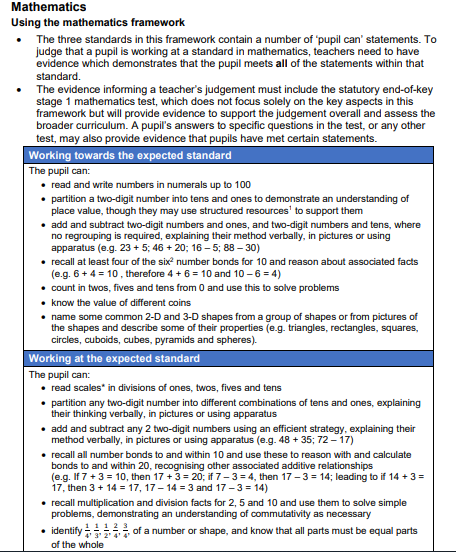 Mathematics
Using the mathematics framework
• The three standards in this framework contain a number of ‘pupil can’ statements. To
judge that a pupil is working at a standard in mathematics, teachers need to have
evidence which demonstrates that the pupil meets all of the statements within that
standard.
• The evidence informing a teacher’s judgement must include the statutory end-of-key
stage 1 mathematics test, which does not focus solely on the key aspects in this
framework but will provide evidence to support the judgement overall and assess the
broader curriculum. A pupil’s answers to specific questions in the test, or any other
test, may also provide evidence that pupils have met certain statements.
Working towards the expected standard
The pupil can:
• read and write numbers in numerals up to 100
• partition a two-digit number into tens and ones to demonstrate an understanding of
place value, though they may use structured resources¹ to support them
• add and subtract two-digit numbers and ones, and two-digit numbers and tens, where
no regrouping is required, explaining their method verbally, in pictures or using
apparatus (e.g. 23 + 5; 46 + 20; 16 – 5; 88 – 30)
• recall at least four of the six² number bonds for 10 and reason about associated facts
(e.g. 6 + 4 = 10 , therefore 4 + 6 = 10 and 10 – 6 = 4)
• count in twos, fives and tens from 0 and use this to solve problems
• know the value of different coins
• name some common 2-D and 3-D shapes from a group of shapes or from pictures of
the shapes and describe some of their properties (e.g. triangles, rectangles, squares,
circles, cuboids, cubes, pyramids and spheres).
Working at the expected standard
The pupil can:
• read scales* in divisions of ones, twos, fives and tens
• partition any two-digit number into different combinations of tens and ones, explaining
their thinking verbally, in pictures or using apparatus
• add and subtract any 2 two-digit numbers using an efficient strategy, explaining their
method verbally, in pictures or using apparatus (e.g. 48 + 35; 72 – 17)
• recall all number bonds to and within 10 and use these to reason with and calculate
bonds to and within 20, recognising other associated additive relationships
(e.g. If 7 + 3 = 10, then 17 + 3 = 20; if 7 – 3 = 4, then 17 – 3 = 14; leading to if 14 + 3 =
17, then 3 + 14 = 17, 17 – 14 = 3 and 17 – 3 = 14)
• recall multiplication and division facts for 2, 5 and 10 and use them to solve simple
problems, demonstrating an understanding of commutativity as necessary
• identify 1/4, 1/3, 1/2, 2/4, 3/4, of a number or shape, and know that all parts must be equal parts
of the whole